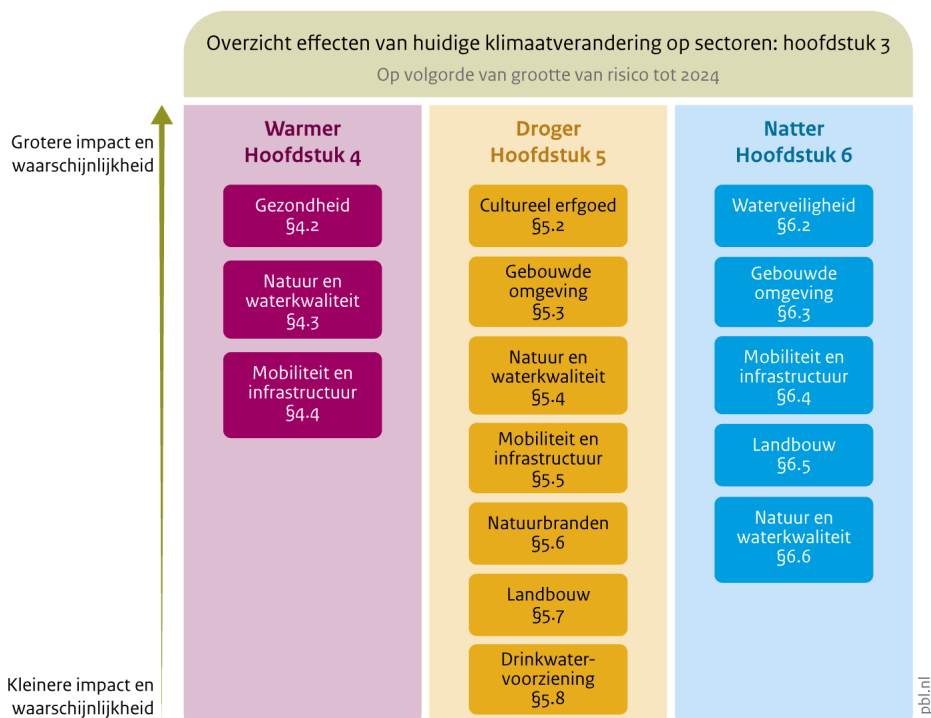 Overzicht effecten van huidige klimaatverandering op sectoren: hoofdstuk 3
Op volgorde van grootte van risico tot 2024
Grotere impact en
waarschijnlijkheid
Warmer
Hoofdstuk 4
Gezondheid
§4.2
Natuur en
waterkwaliteit
§4.3
Mobiliteit en
infrastructuur
§4.4
Droger
Hoofdstuk 5
Cultureel erfgoed
§5.2
Gebouwde
omgeving
§5.3
Natuur en
waterkwaliteit
§5.4
Mobiliteit en
infrastructuur
§5.5
Natuurbranden
§5.6
Landbouw
§5.7
Drinkwater-
voorziening
§5.8
Natter
Hoofdstuk 6
Waterveiligheid
§6.2
Gebouwde
omgeving
§6.3
Mobiliteit en
infrastructuur
§6.4
Landbouw
§6.5
Natuur en
waterkwaliteit
§6.6
Kleinere impact en
waarschijnlijkheid
pbl.nl